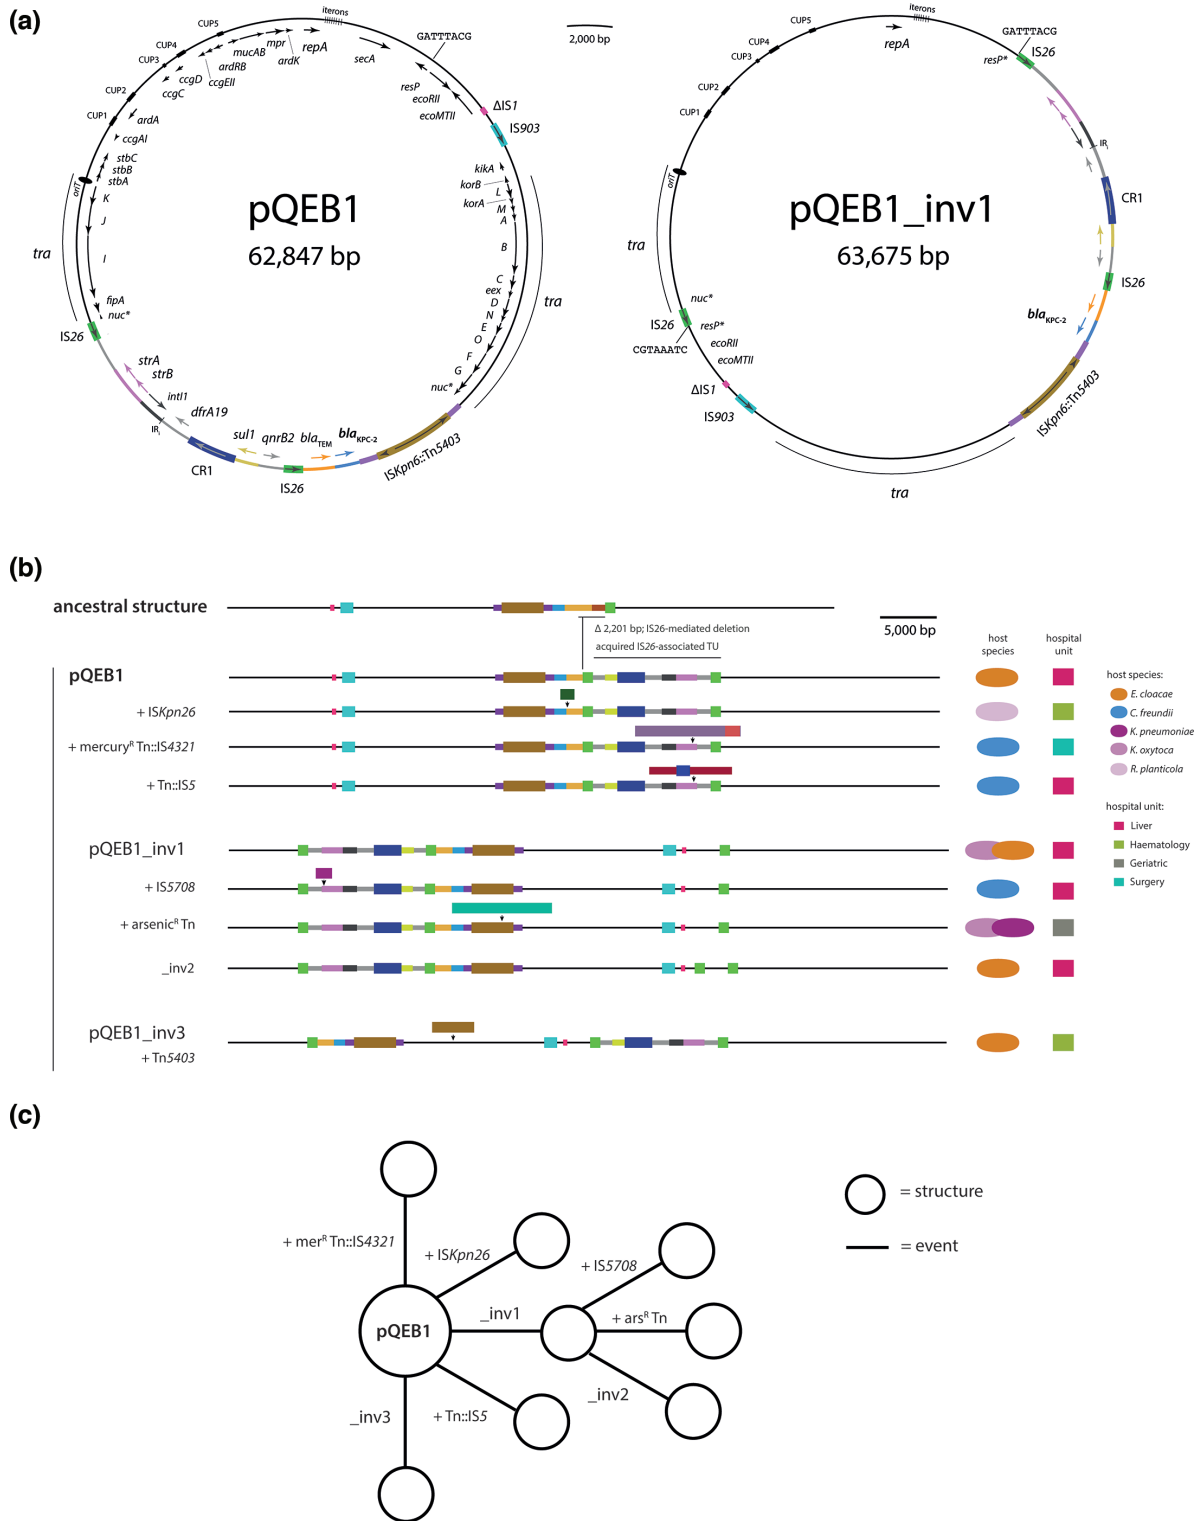 (a)
iterons
CUP5
CUP4
CUP3
CUP2
CUP1
mpr
mucAB
ardRB
ardK
repA
secA
GATTTACG
2,000 bp
ccgD
ccgEII
ccgC
ardA
ccgAI
stbC
stbB
stbA
oriT
K
J
I
tra
fipA
nuc*
IS26
resP
ecoRII
ecoMTII
ΔIS1
IS903
kikA
korB
L
korA
M
A
B
C
eex
D
N
E
O
F
G
nuc*
tra
pQEB1
62,847 bp
strA
strB
intI1
IRi
dfrA19
sul1
qnrB2
blaTEM
blaKPC-2
CR1
IS26
ISKpn6::Tn5403
iterons
CUP5
CUP4
CUP3
CUP2
CUP1
repA
GATTTACG
resP*
IS26
IRi
CR1
IS26
blaKPC-2
ISKpn6::Tn5403
oriT
tra
pQEB1_inv1
63,675 bp
nuc*
IS26
resP*
CGTAAATC
ecoRII
ecoMTII
ΔIS1
IS903
tra
(b)
ancestral structure
5,000 bp
Δ 2,201 bp; IS26-mediated deletion
acquired IS26-associated TU
host species
hospital unit
pQEB1
+ ISKpn26
+ mercuryR Tn::IS4321
+ Tn::IS5
pQEB1_inv1
+ IS5708
+ arsenicR Tn
_inv2
pQEB1_inv3
+ Tn5403
host species:
E. cloacae
C. freundii
K. pneumoniae
K. oxytoca
R. planticola
hospital unit:
Liver
Haematology
Geriatric
Surgery
(c)
+ merR Tn::IS4321
+ ISKpn26
+ IS5708
_inv1
+ arsR Tn
pQEB1
_inv2
_inv3
+ Tn::IS5
= structure
= event